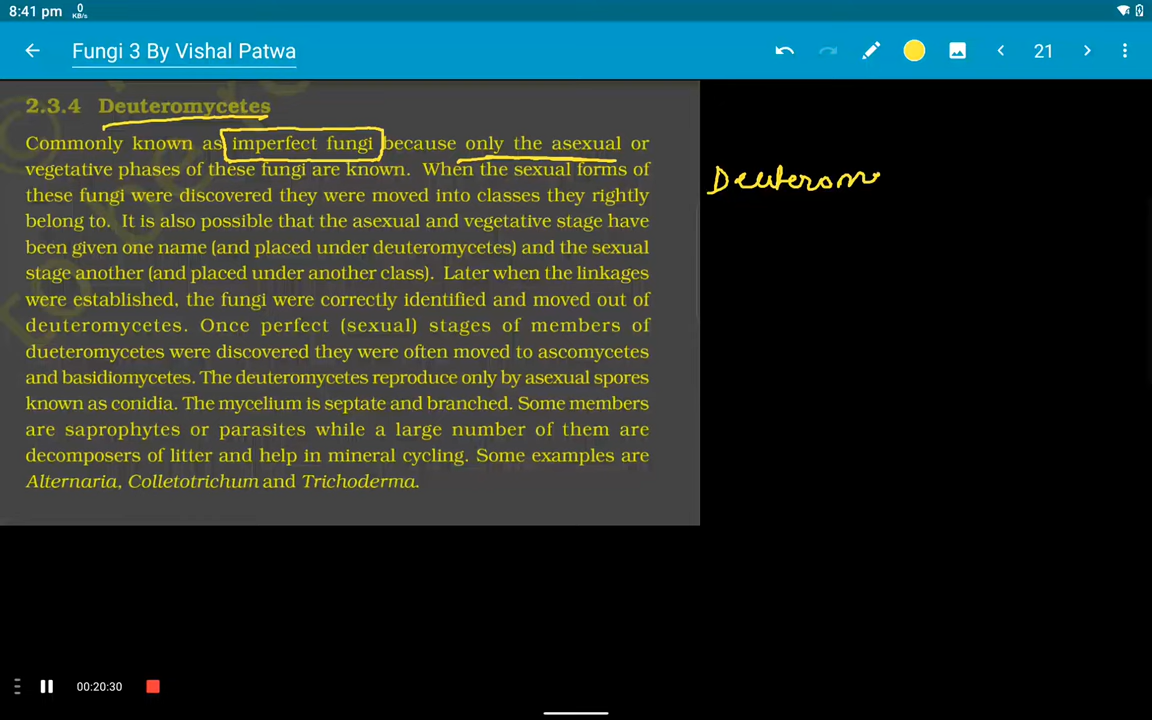 8:41 pm 0 KB/s
Fungi 3 By Vishal Patwa 21
2.3.4 Deuteromycetes
Commonly known as imperfect fungi because only the asexual or
vegetative phases of these fungi are known. When the sexual forms of
these fungi were discovered they were moved into classes they rightly
belong to. It is also possible that the asexual and vegetative stage have
been given one name (and placed under deuteromycetes) and the sexual
stage another (and placed under another class). Later when the linkages
were established, the fungi were correctly identified and moved out of
deuteromycetes. Once perfect (sexual) stages of members of
dueteromycetes were discovered they were often moved to ascomycetes
and basidiomycetes. The deuteromycetes reproduce only by asexual spores
known as conidia. The mycelium is septate and branched. Some members
are saprophytes or parasites while a large number of them are
decomposers of litter and help in mineral cycling. Some examples are
Alternaria, Colletotrichum and Trichoderma.
Deuterom
00:20:30